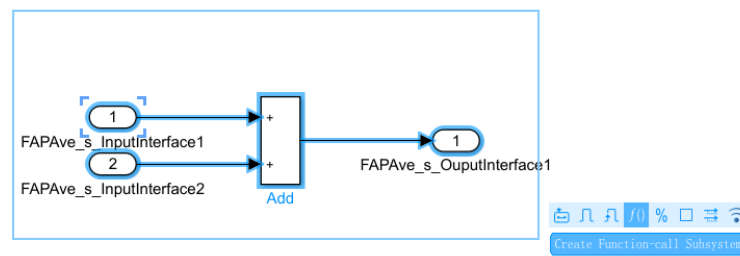 1
+
1
FAPAve_s_InputInterface1
2
+
FAPAve_s_OuputInterface1
FAPAve_s_InputInterface2
Add
f()
%
Create Function-call Subsystem